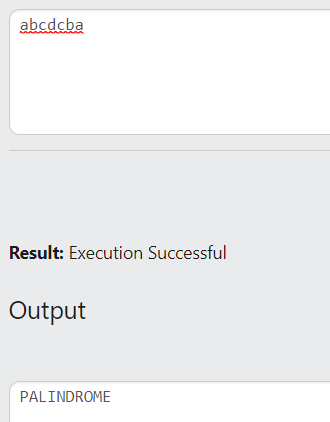 abcdcba
Result: Execution Successful
Output
PALINDROME